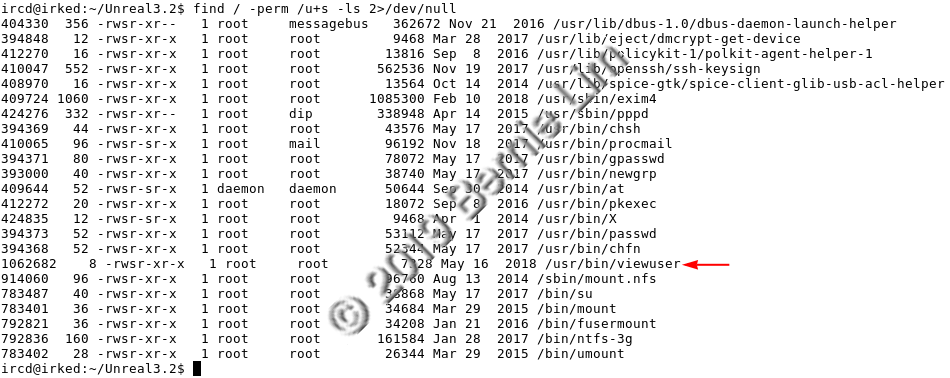 ircd@irked:~/Unreal3.2$ find / -perm /u+s -ls 2>/dev/null
404330 356 -rwsr-xr-- 1 root messagebus 362672 Nov 21 2016 /usr/lib/dbus-1.0/dbus-daemon-launch-helper
394848 12 -rwsr-xr-x 1 root root 9468 Mar 28 2017 /usr/lib/eject/dmcrypt-get-device
412270 16 -rwsr-xr-x 1 root root 13816 Sep 8 2016 /usr/lib/policykit-1/polkit-agent-helper-1
410047 552 -rwsr-xr-x 1 root root 562536 Nov 19 2017 /usr/lib/openssh/ssh-keysign
408970 16 -rwsr-xr-x 1 root root 13564 Oct 14 2014 /usr/lib/spice-gtk/spice-client-glib-usb-acl-helper
409724 1060 -rwsr-xr-x 1 root root 1085300 Feb 10 2018 /usr/sbin/exim4
424276 332 -rwsr-xr-- 1 root dip 338948 Apr 14 2015 /usr/sbin/pppd
394369 44 -rwsr-xr-x 1 root root 43576 May 17 2017 /usr/bin/chsh
410065 96 -rwsr-sr-x 1 root mail 96192 Nov 18 2017 /usr/bin/procmail
394371 80 -rwsr-xr-x 1 root root 78072 May 17 2017 /usr/bin/gpasswd
393000 40 -rwsr-xr-x 1 root root 38740 May 17 2017 /usr/bin/newgrp
409644 52 -rwsr-sr-x 1 daemon daemon 50644 Sep 30 2014 /usr/bin/at
412272 20 -rwsr-xr-x 1 root root 18072 Sep 8 2016 /usr/bin/pkexec
424835 12 -rwsr-sr-x 1 root root 9468 Apr 1 2014 /usr/bin/X
394373 52 -rwsr-xr-x 1 root root 53112 May 17 2017 /usr/bin/passwd
394368 52 -rwsr-xr-x 1 root root 52344 May 17 2017 /usr/bin/chfn
1062682 8 -rwsr-xr-x 1 root root 7328 May 16 2018 /usr/bin/viewuser
914060 96 -rwsr-xr-x 1 root root 96760 Aug 13 2014 /sbin/mount.nfs
783487 40 -rwsr-xr-x 1 root root 38868 May 17 2017 /bin/su
783401 36 -rwsr-xr-x 1 root root 34684 Mar 29 2015 /bin/mount
792821 36 -rwsr-xr-x 1 root root 34208 Jan 21 2016 /bin/fusermount
792836 160 -rwsr-xr-x 1 root root 161584 Jan 28 2017 /bin/ntfs-3g
783402 28 -rwsr-xr-x 1 root root 26344 Mar 29 2015 /bin/umount
ircd@irked:~/Unreal3.2$
© 2019 Bernie Lim